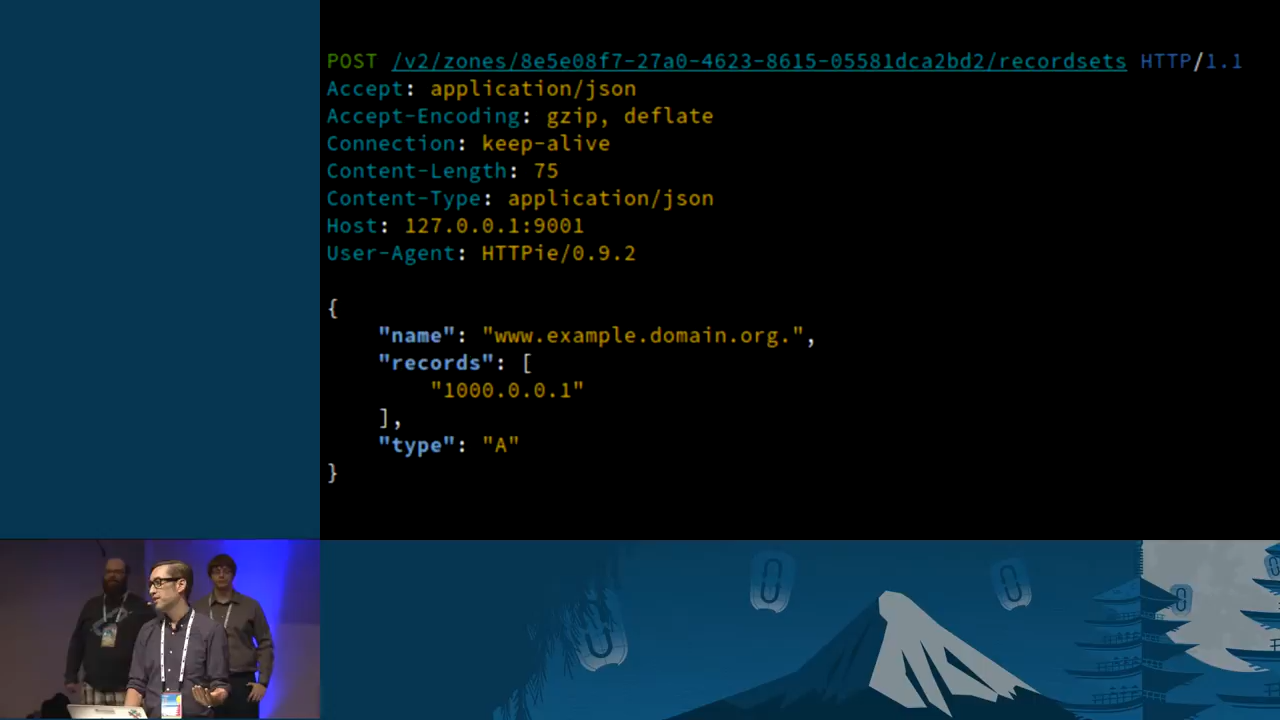 POST /v2/zones/8e5e08f7-27a0-4623-8615-05581dca2bd2/recordsets HTTP/1.1
Accept: application/json
Accept-Encoding: gzip, deflate
Connection: keep-alive
Content-Length: 75
Content-Type: application/json
Host: 127.0.0.1:9001
User-Agent: HTTPie/0.9.2
{
"name": "www.example.domain.org.",
"records": [
"1000.0.0.1"
],
"type": "A"
}